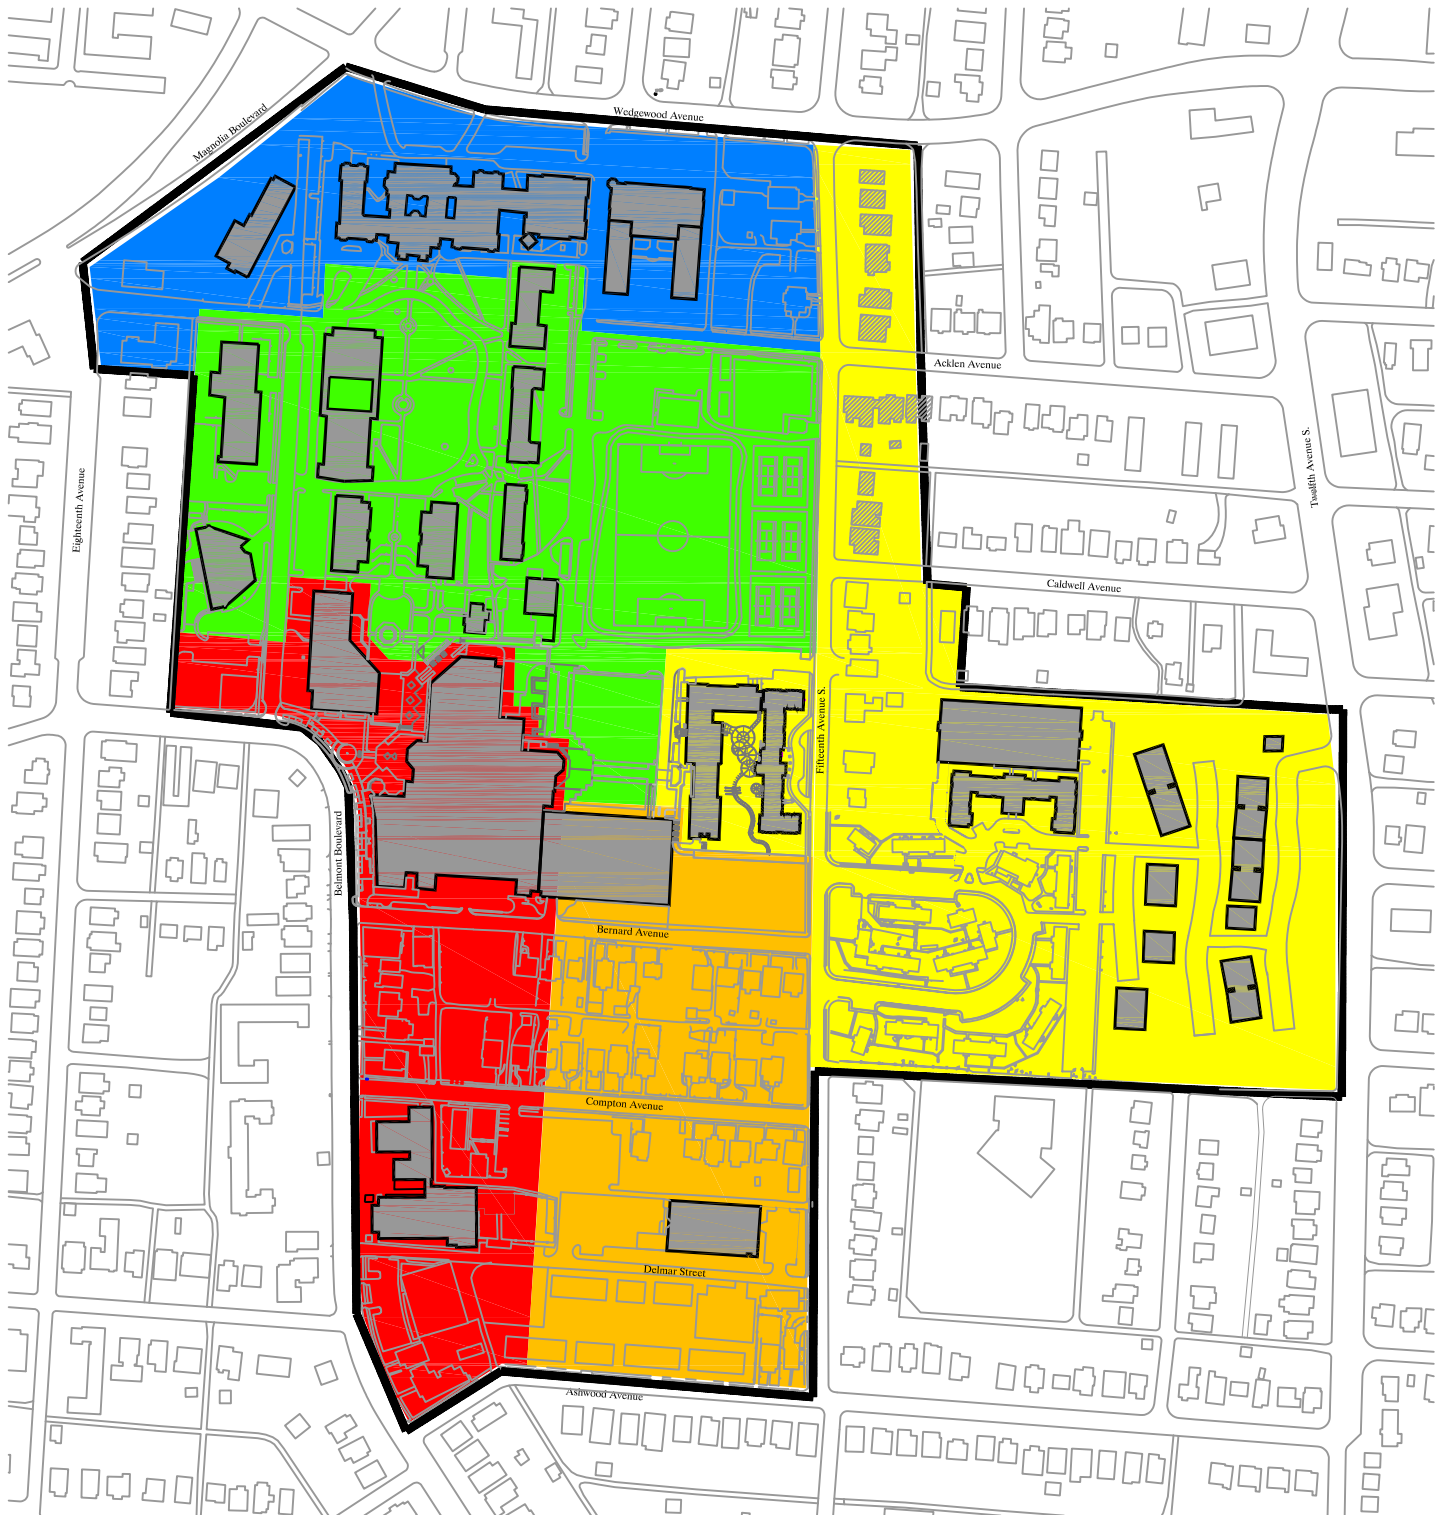 Wedgewood Avenue
Magnolia Boulevard
Acklen Avenue
Twelfth Avenue S.
Eighteenth Avenue
Caldwell Avenue
Fifteenth Avenue S.
Belmont Boulevard
Bernard Avenue
Compton Avenue
Delmar Street
Ashwood Avenue